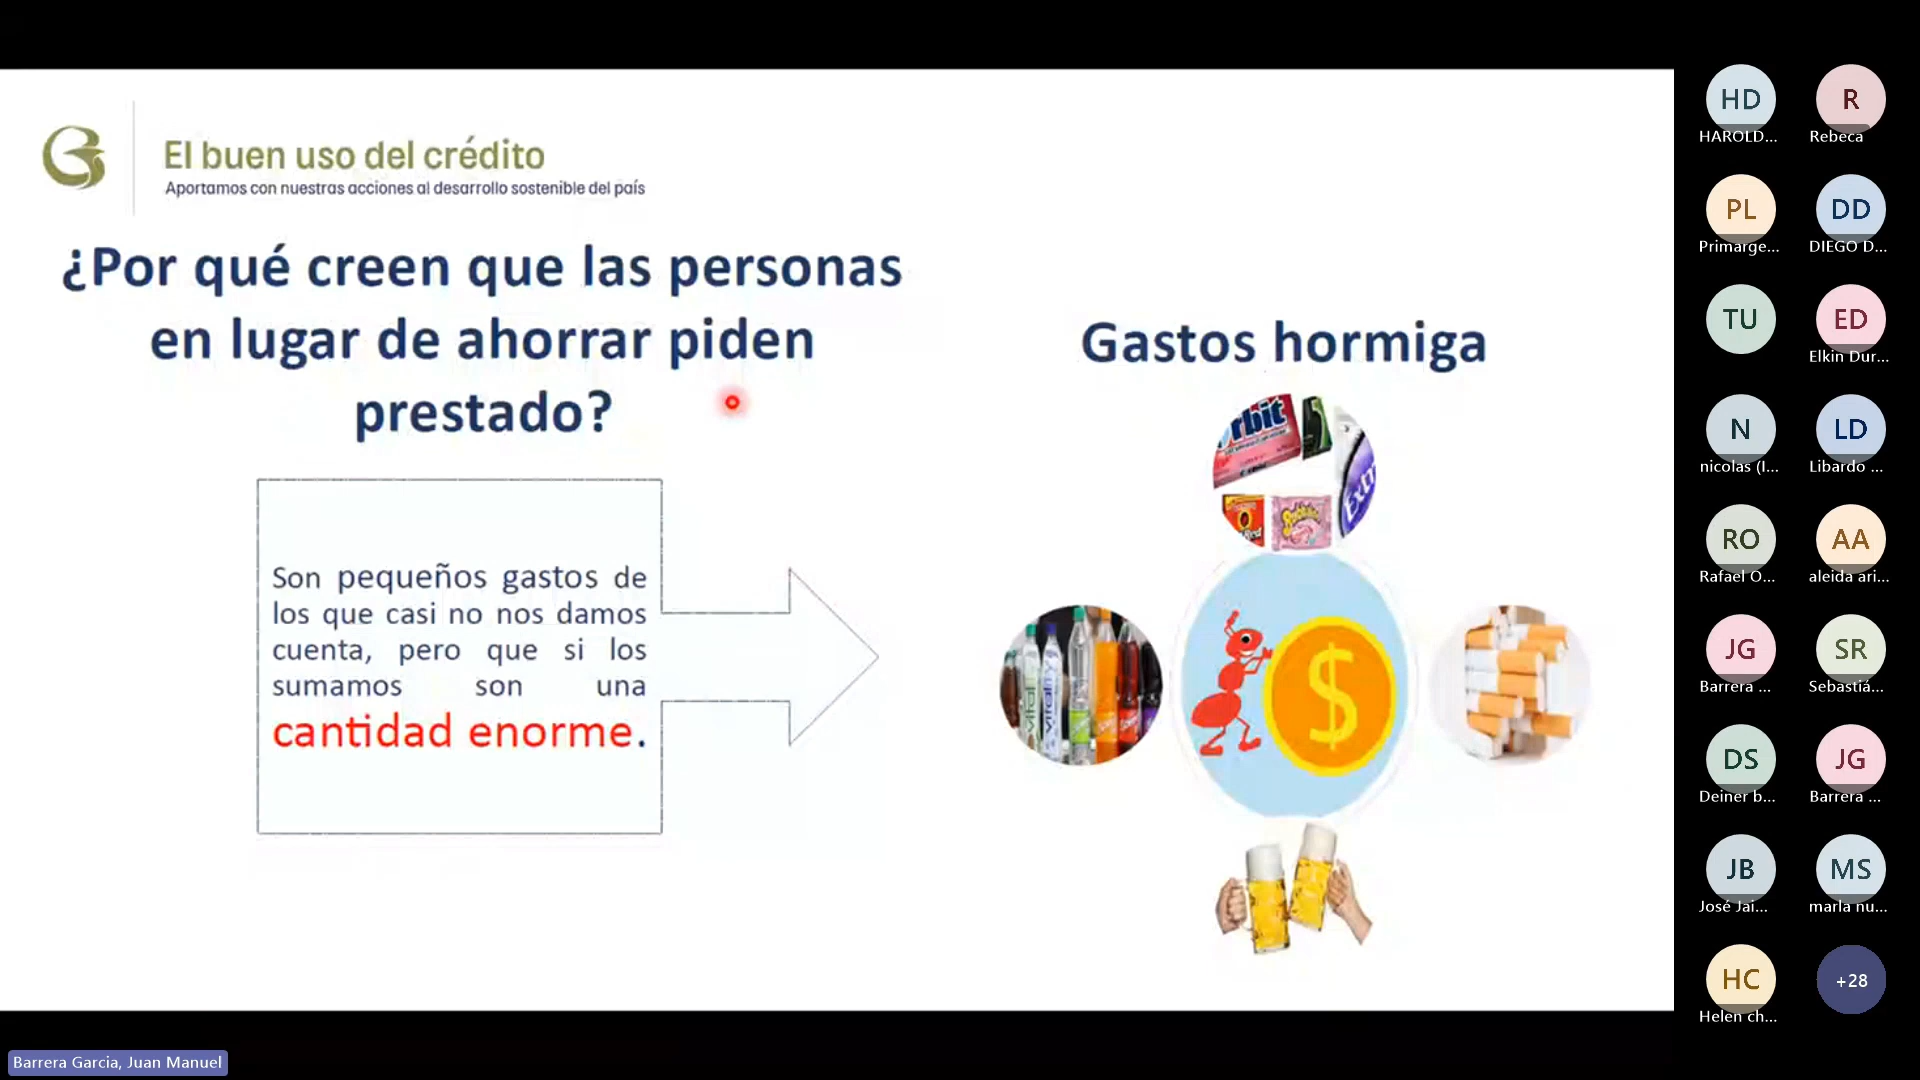 El buen uso del crédito
Aportamos con nuestras acciones al desarrollo sostenible del país
¿Por qué creen que las personas
en lugar de ahorrar piden
prestado?
Son pequeños gastos de
los que casi no nos damos
cuenta, pero que si los
sumamos son una
cantidad enorme.
Gastos hormiga
rbit
Extr
Red
vitality
$
HD
HAROLD...
R
Rebeca
PL
Primarge...
DD
DIEGO D...
TU
ED
Elkin Dur...
N
nicolas (I...
LD
Libardo ...
RO
Rafael O...
AA
aleida ari...
JG
Barrera ...
SR
Sebastiá...
DS
Deiner b...
JG
Barrera ...
JB
José Jai...
MS
marla nu...
HC
Helen ch...
+28
Barrera Garcia, Juan Manuel